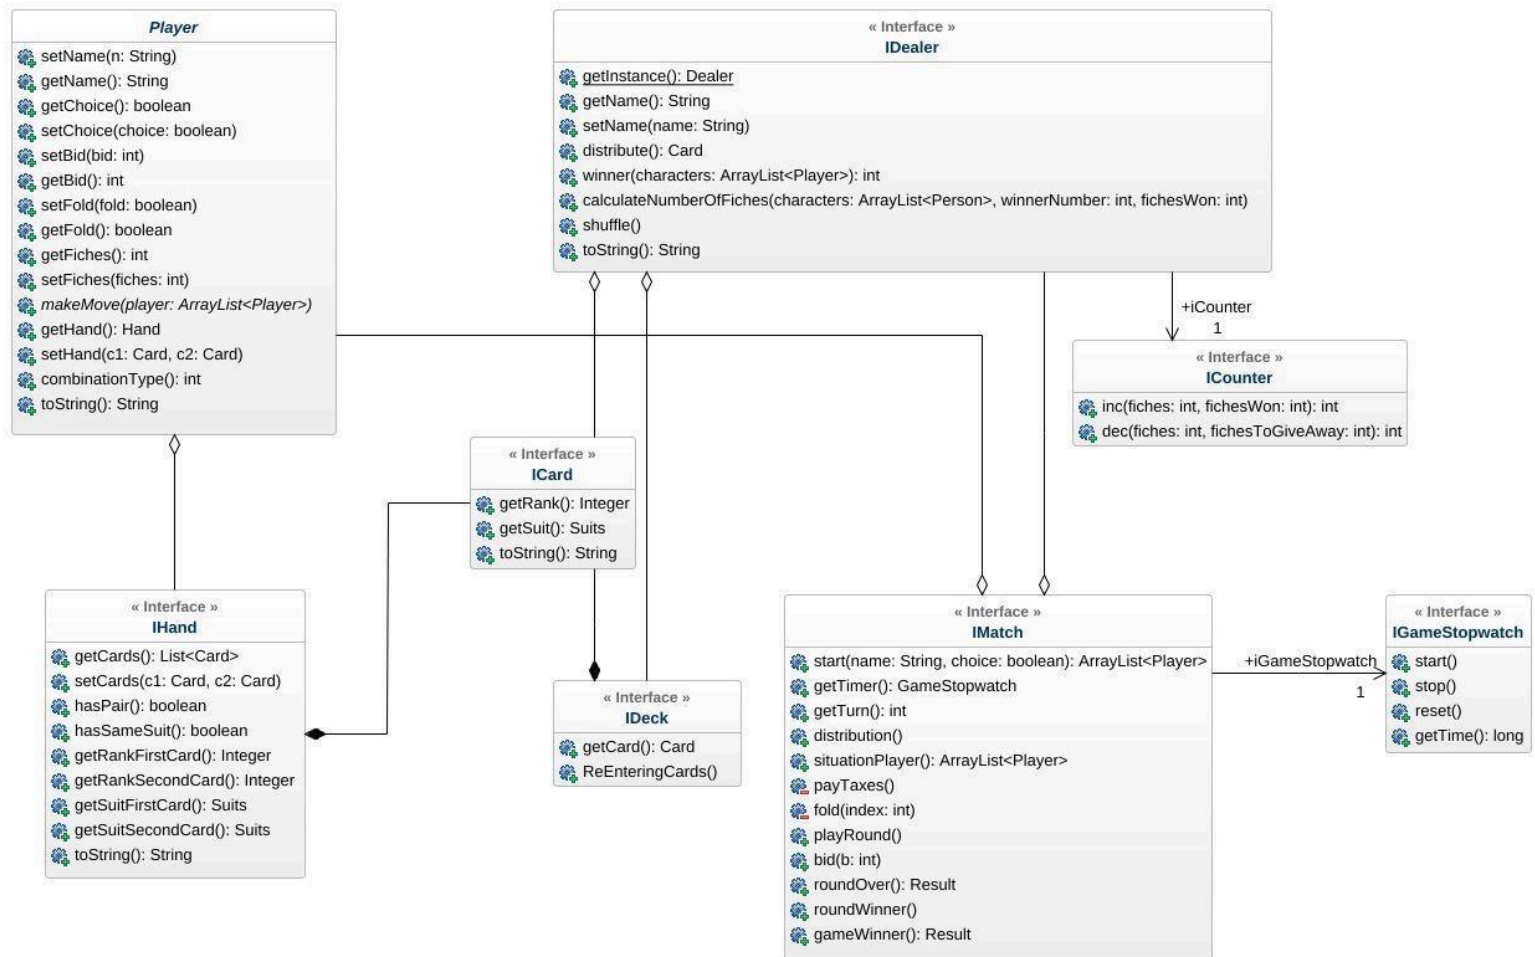 Player
setName(n: String)
getName(): String
getChoice(): boolean
setChoice(choice: boolean)
setBid(bid: int)
getBid(): int
setFold(fold: boolean)
getFold(): boolean
getFiches(): int
setFiches(fiches: int)
makeMove(player: ArrayList<Player>)
getHand(): Hand
setHand(c1: Card, c2: Card)
combinationType(): int
toString(): String
« Interface »
IDealer
getInstance(): Dealer
getName(): String
setName(name: String)
distribute(): Card
winner(characters: ArrayList<Player>): int
calculateNumberOfFiches(characters: ArrayList<Person>, winnerNumber: int, fichesWon: int)
shuffle()
toString(): String
+iCounter
1
« Interface »
ICounter
inc(fiches: int, fichesWon: int): int
dec(fiches: int, fichesToGiveAway: int): int
« Interface »
ICard
getRank(): Integer
getSuit(): Suits
toString(): String
« Interface »
IHand
getCards(): List<Card>
setCards(c1: Card, c2: Card)
hasPair(): boolean
hasSameSuit(): boolean
getRankFirstCard(): Integer
getRankSecondCard(): Integer
getSuitFirstCard(): Suits
getSuitSecondCard(): Suits
toString(): String
« Interface »
IDeck
getCard(): Card
ReEnteringCards()
« Interface »
IMatch
start(name: String, choice: boolean): ArrayList<Player>
getTimer(): GameStopwatch
getTurn(): int
distribution()
situationPlayer(): ArrayList<Player>
payTaxes()
fold(index: int)
playRound()
bid(b: int)
roundOver(): Result
roundWinner()
gameWinner(): Result
+iGameStopwatch
1
« Interface »
IGameStopwatch
start()
stop()
reset()
getTime(): long